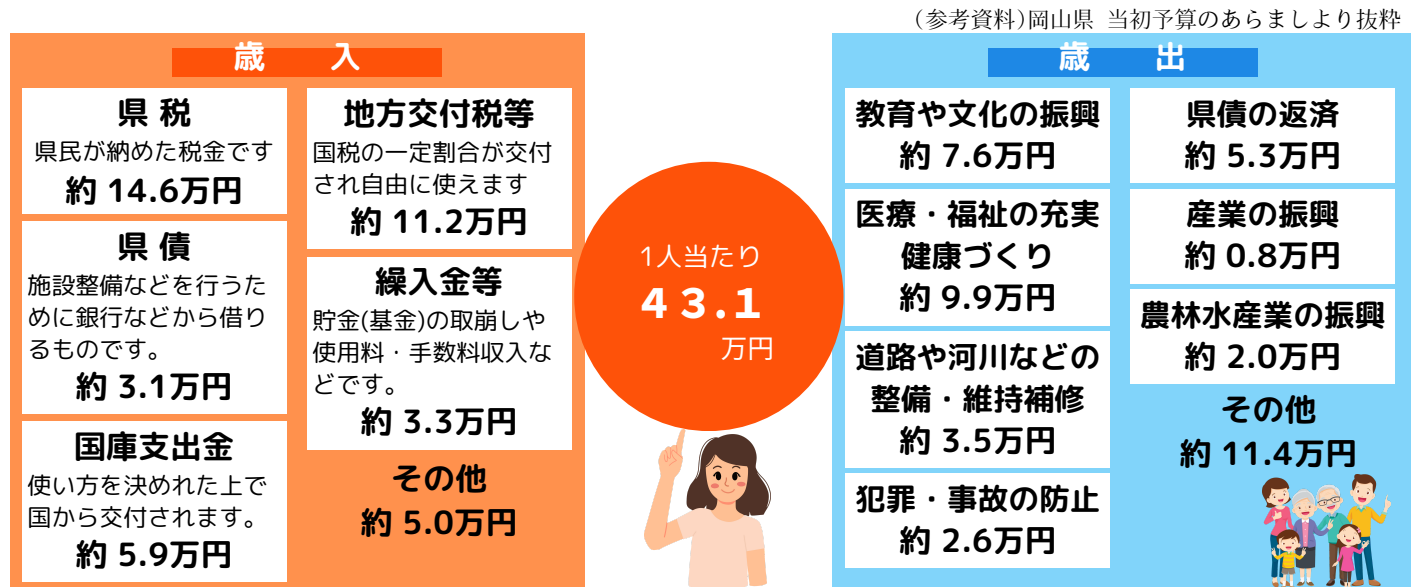 (参考資料)岡山県 当初予算のあらましより抜粋
歳 入
県 税
県民が納めた税金です
約 14.6万円
県 債
施設整備などを行うた
めに銀行などから借り
るものです。
約 3.1万円
国庫支出金
使い方を決めれた上で
国から交付されます。
約 5.9万円
地方交付税等
国税の一定割合が交付
され自由に使えます
約 11.2万円
繰入金等
貯金(基金)の取崩しや
使用料・手数料収入な
どです。
約 3.3万円
その他
約 5.0万円
1人当たり
43.1
万円
歳 出
教育や文化の振興
約 7.6万円
医療・福祉の充実
健康づくり
約 9.9万円
道路や河川などの
整備・維持補修
約 3.5万円
犯罪・事故の防止
約 2.6万円
県債の返済
約 5.3万円
産業の振興
約 0.8万円
農林水産業の振興
約 2.0万円
その他
約 11.4万円